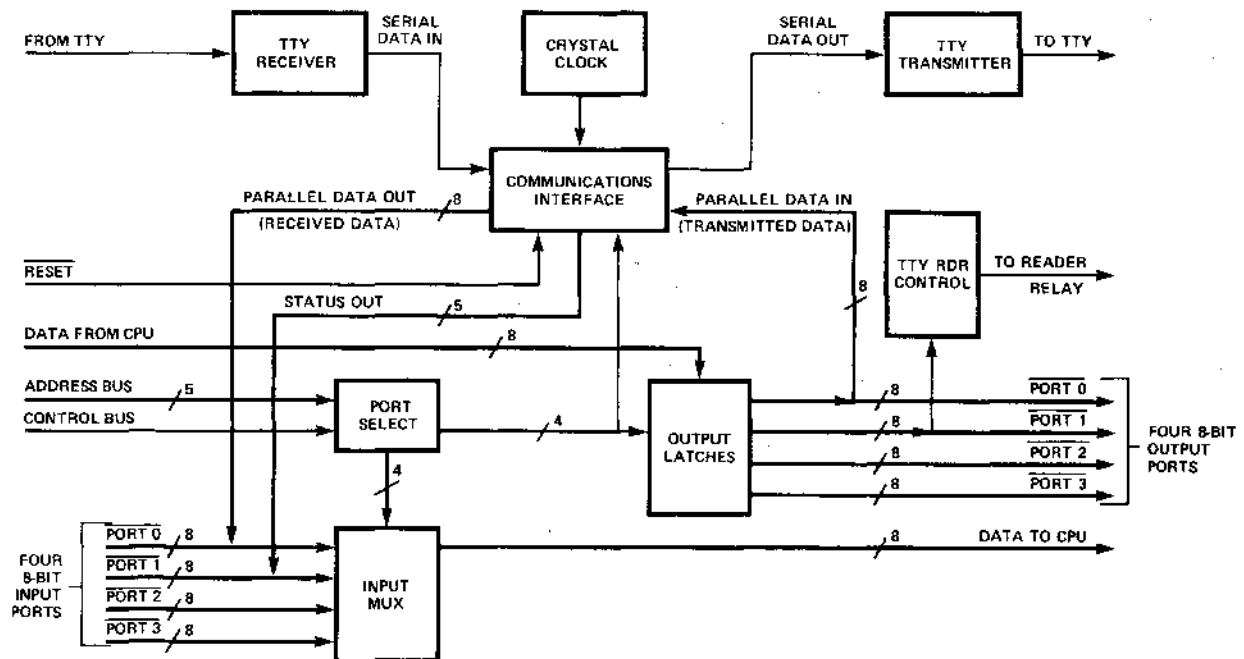 FROM TTY
TTY
RECEIVER
SERIAL
DATA IN
CRYSTAL
CLOCK
SERIAL
DATA OUT
TTY
TRANSMITTER
TO TTY
COMMUNICATIONS
INTERFACE
PARALLEL DATA OUT
8
(RECEIVED DATA)
PARALLEL DATA IN
(TRANSMITTED DATA)
8
TTY RDR
CONTROL
TO READER
RELAY
RESET
STATUS OUT
5
DATA FROM CPU
8
ADDRESS BUS
5
CONTROL BUS
PORT
SELECT
4
4
OUTPUT
LATCHES
8
PORT 0
8
PORT 1
8
PORT 2
8
PORT 3
FOUR 8-BIT
OUTPUT
PORTS
FOUR
8-BIT
INPUT
PORTS
PORT 0
8
PORT 1
8
PORT 2
8
PORT 3
8
INPUT
MUX
8
DATA TO CPU